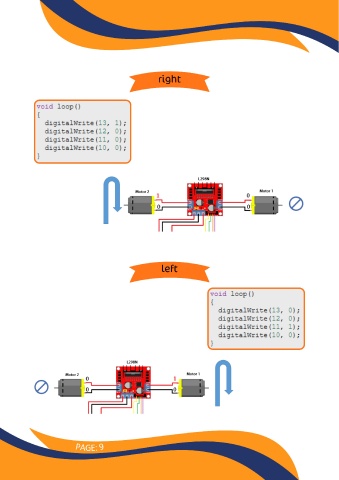 right
void loop()
{
digitalWrite(13, 1);
digitalWrite(12, 0);
digitalWrite(11, 0);
digitalWrite(10, 0);
}
L298N
Motor 2 1 0 Motor 1
0 0
left
void loop()
{
digitalWrite(13, 0);
digitalWrite(12, 0);
digitalWrite(11, 1);
digitalWrite(10, 0);
}
L298N
Motor 2 0 1 Motor 1
0 0
PAGE: 9